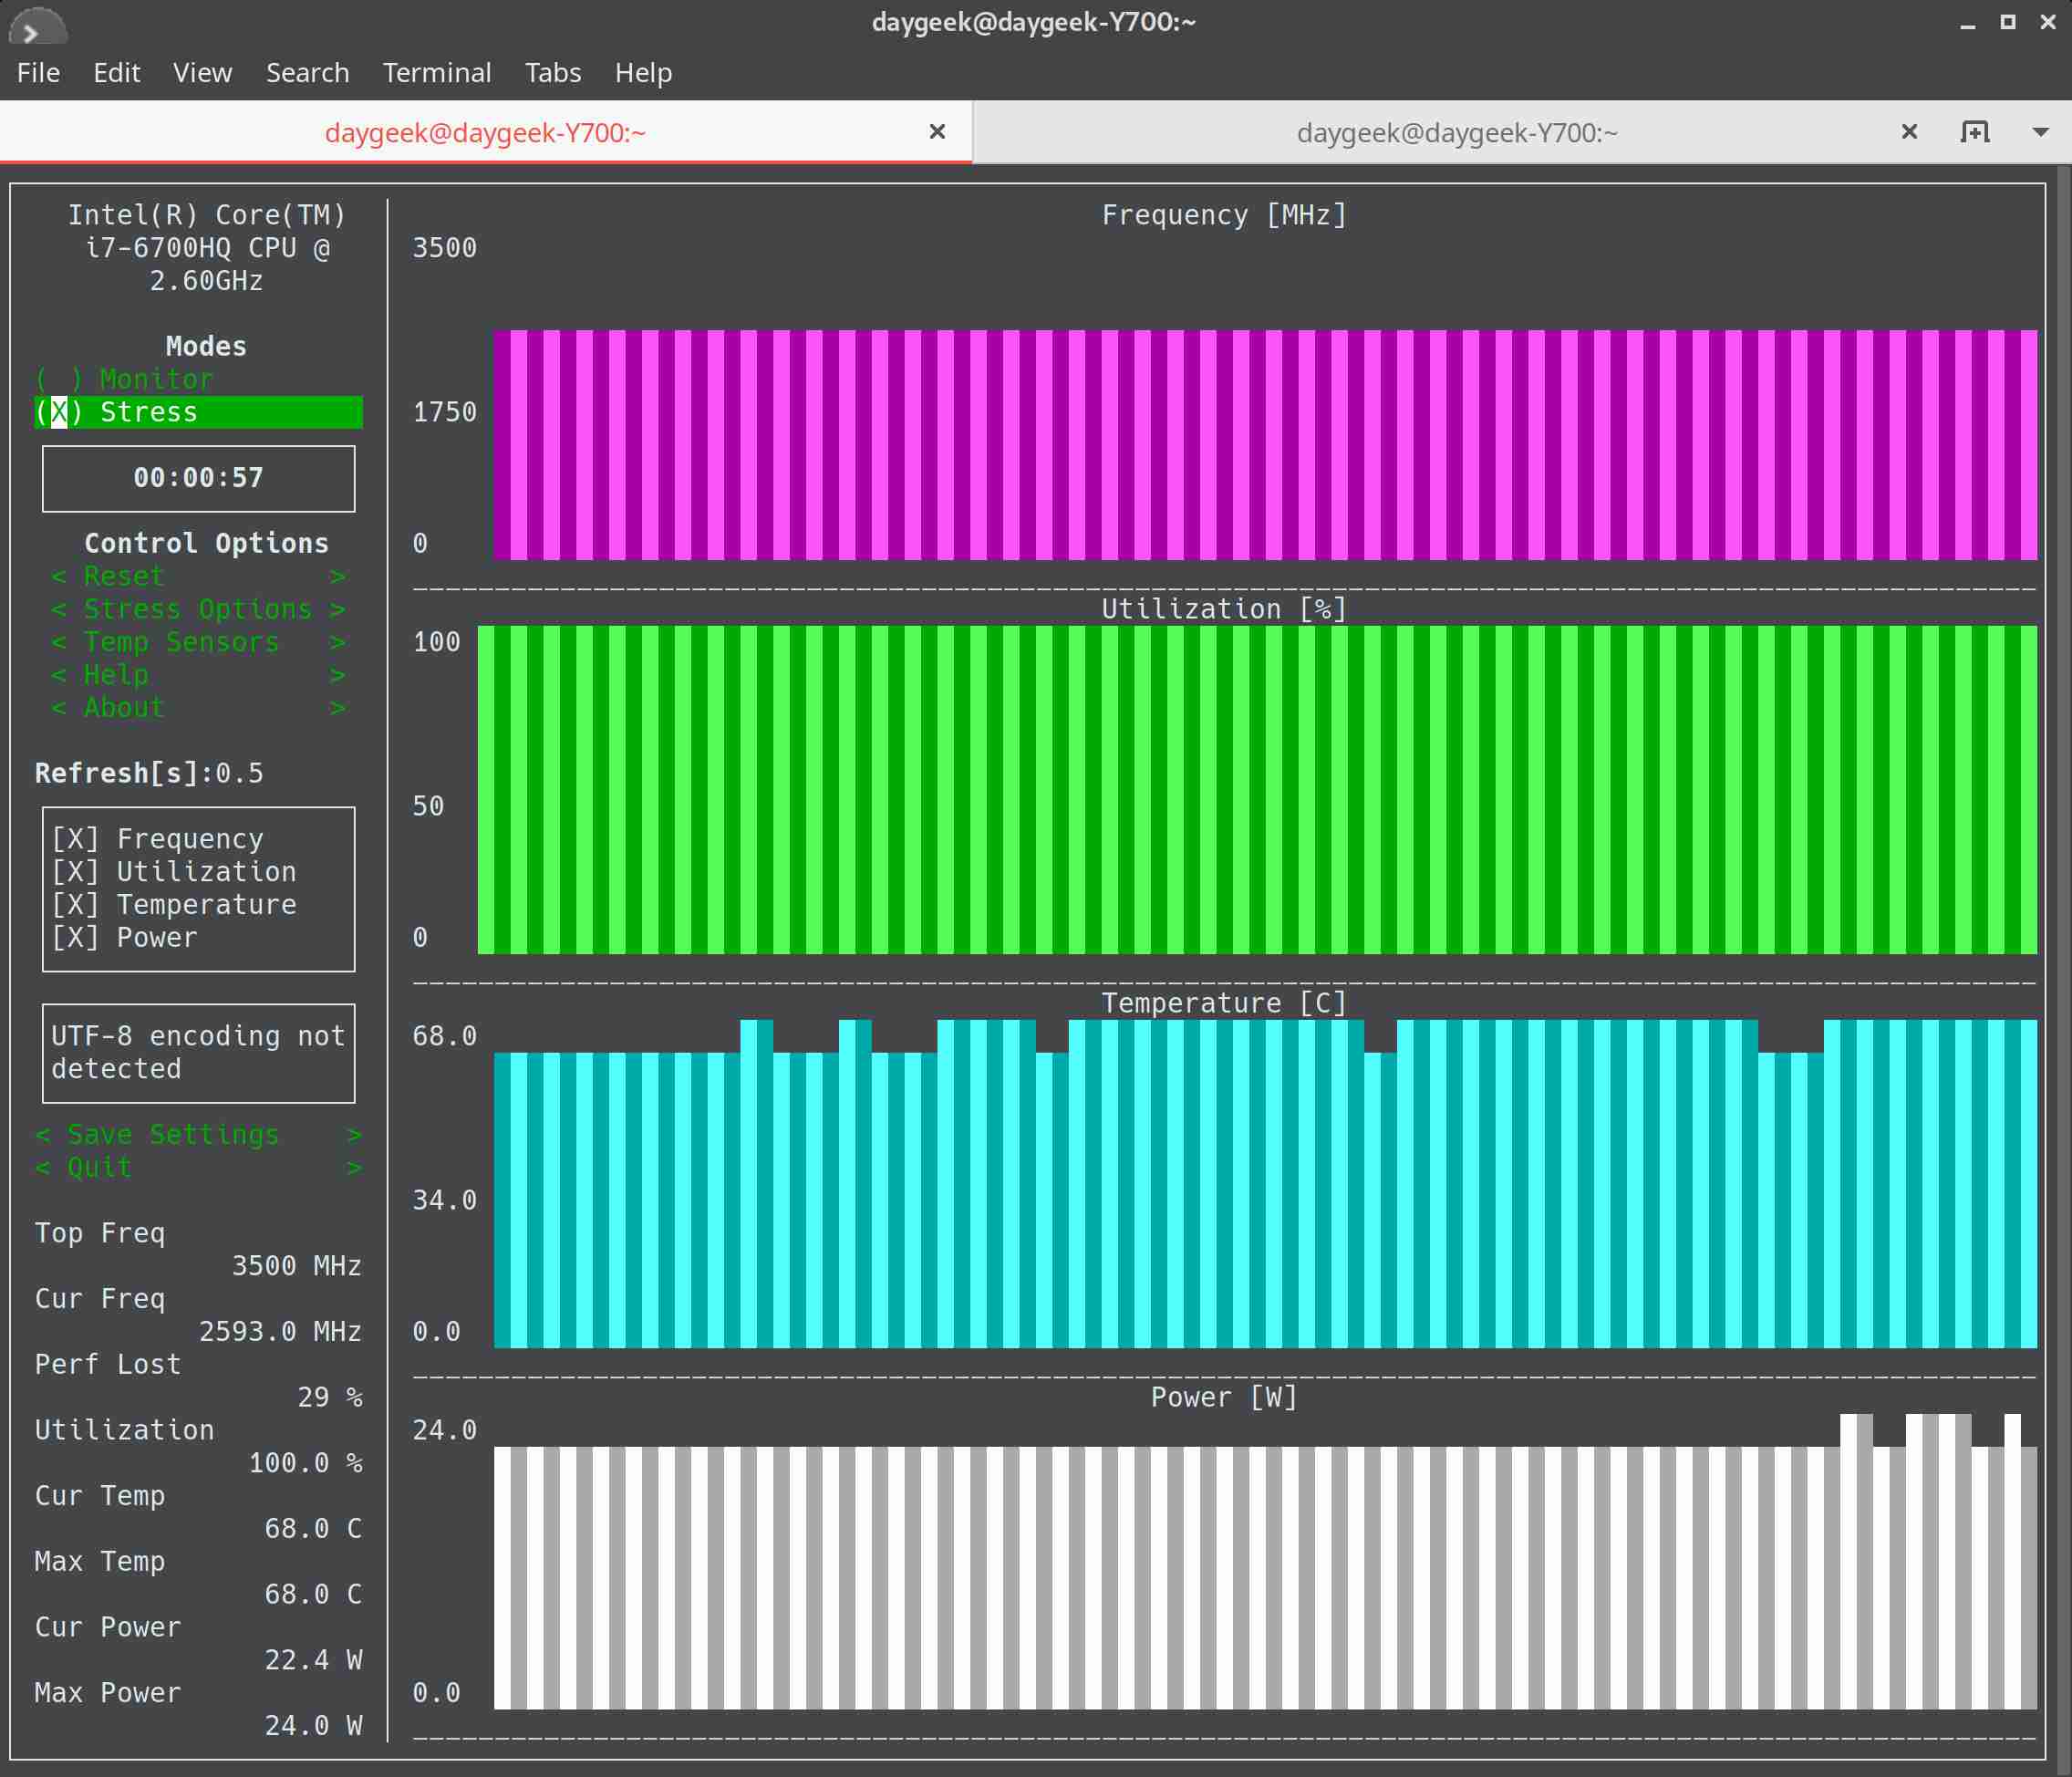 daygeek@daygeek-Y700:~
File Edit View Search Terminal Tabs Help
daygeek@daygeek-Y700:~ daygeek@daygeek-Y700:~
Intel(R) Core(TM)
i7-6700HQ CPU @
2.60GHz
Modes
( ) Monitor
(X) Stress
00:00:57
Control Options
< Reset >
< Stress Options >
< Temp Sensors >
< Help >
< About >
Refresh[s]:0.5
[X] Frequency
[X] Utilization
[X] Temperature
[X] Power
UTF-8 encoding not
detected
< Save Settings >
< Quit >
Top Freq
3500 MHz
Cur Freq
2593.0 MHz
Perf Lost
29 %
Utilization
100.0 %
Cur Temp
68.0 C
Max Temp
68.0 C
Cur Power
22.4 W
Max Power
24.0 W
Frequency [MHz]
3500
1750
0
Utilization [%]
100
50
0
Temperature [C]
68.0
34.0
0.0
Power [W]
24.0
0.0